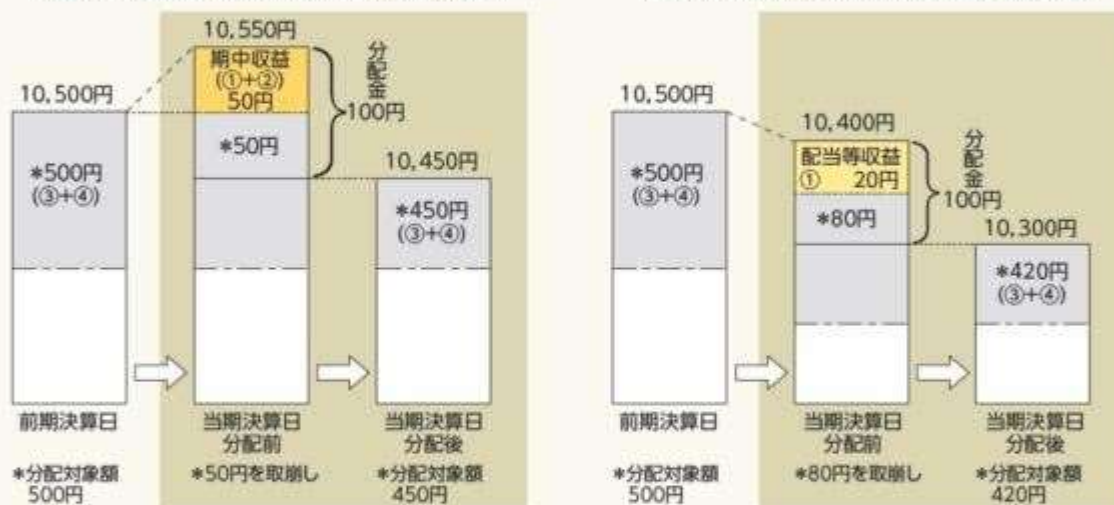 10,550円
期中収益
(①+②)
50円
分配金
100円
10,500円
*500円
(③+④)
*50円
10,450円
*450円
(③+④)
前期決算日
当期決算日
分配前
当期決算日
分配後
*分配対象額
500円
*50円を取崩し
*分配対象額
450円
10,500円
*500円
(③+④)
10,400円
配当等収益
① 20円
分配金
100円
*80円
10,300円
*420円
(③+④)
前期決算日
当期決算日
分配前
当期決算日
分配後
*分配対象額
500円
*80円を取崩し
*分配対象額
420円